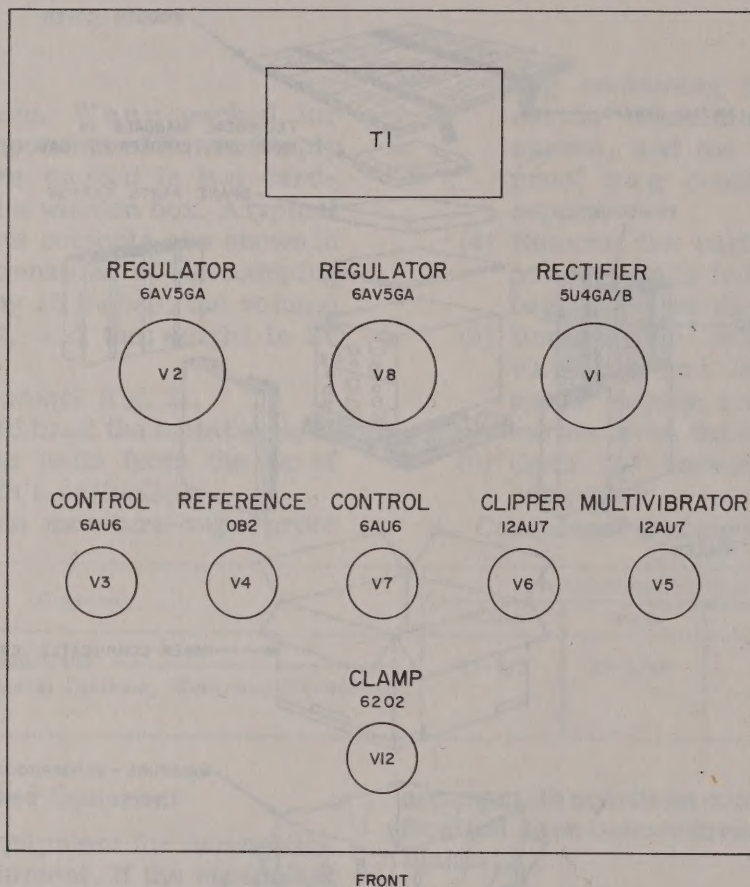 T1
REGULATOR REGULATOR RECTIFIER
6AV5GA 6AV5GA 5U4GA/B
V2 V8 V1
CONTROL REFERENCE CONTROL CLIPPER MULTIVIBRATOR
6AU6 OB2 6AU6 12AU7 12AU7
V3 V4 V7 V6 V5
CLAMP
6202
V12
FRONT